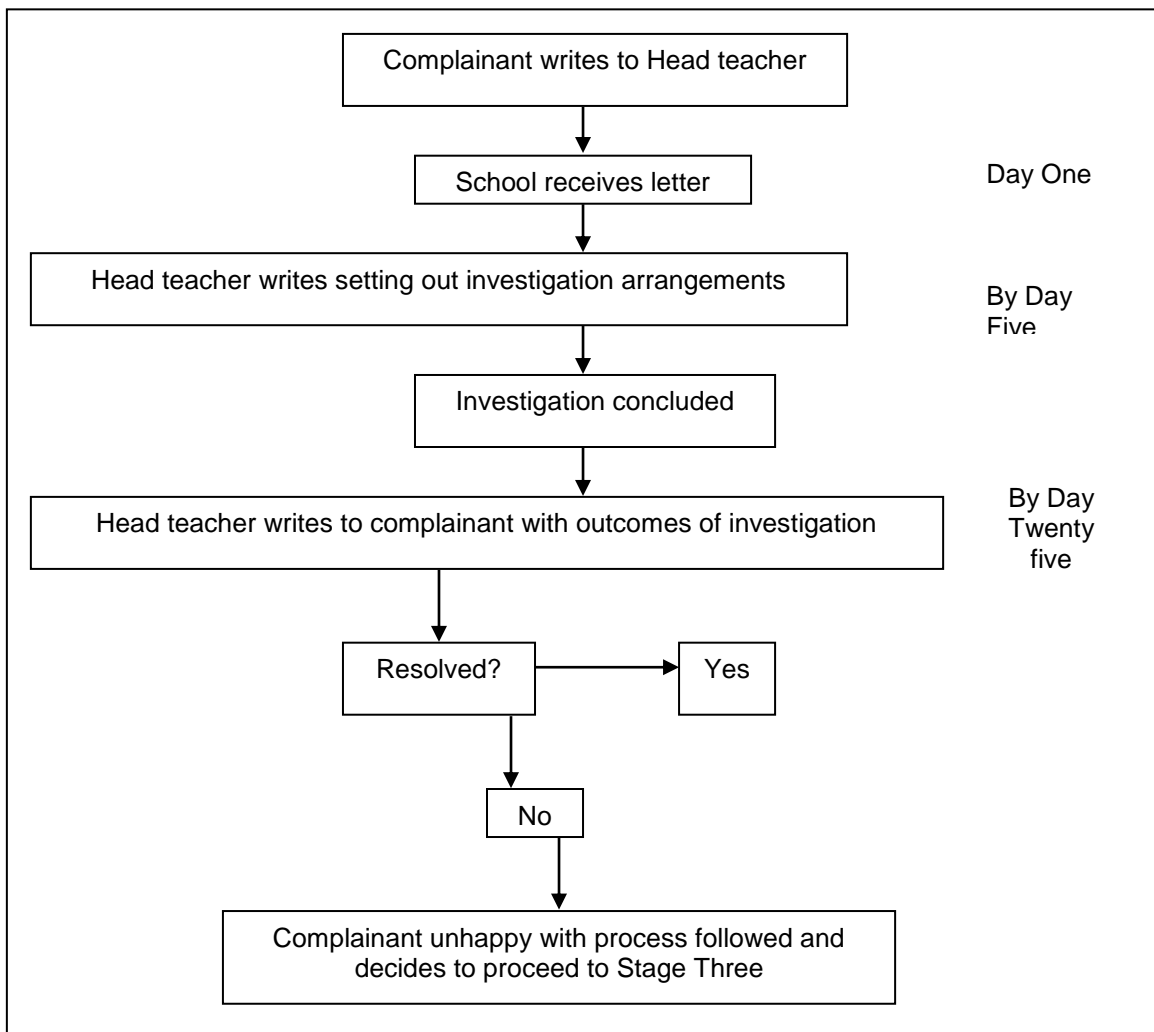 Complainant writes to Head teacher
School receives letter
Day One
Head teacher writes setting out investigation arrangements
By Day
Five
Investigation concluded
Head teacher writes to complainant with outcomes of investigation
By Day
Twenty
five
Resolved?
Yes
No
Complainant unhappy with process followed and
decides to proceed to Stage Three